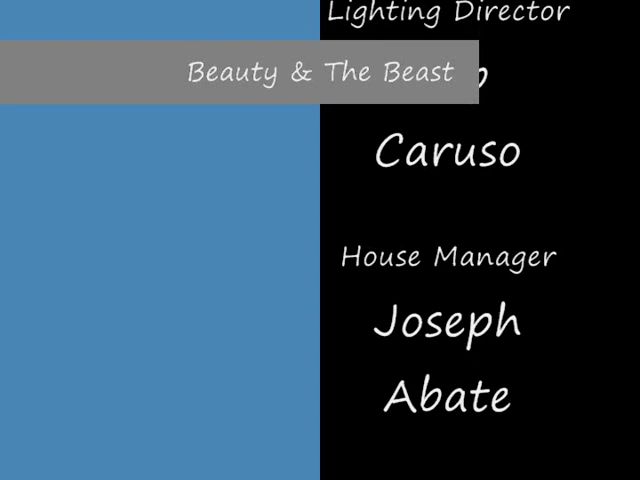 Lighting Director
Beauty & The Beast
Caruso
House Manager
Joseph
Abate